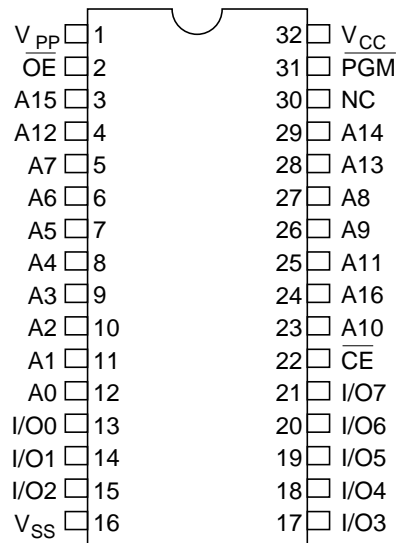 V PP 1 32 V CC
OE 2 31 PGM
A15 3 30 NC
A12 4 29 A14
A7 5 28 A13
A6 6 27 A8
A5 7 26 A9
A4 8 25 A11
A3 9 24 A16
A2 10 23 A10
A1 11 22 CE
A0 12 21 I/O7
I/O0 13 20 I/O6
I/O1 14 19 I/O5
I/O2 15 18 I/O4
VSS 16 17 I/O3